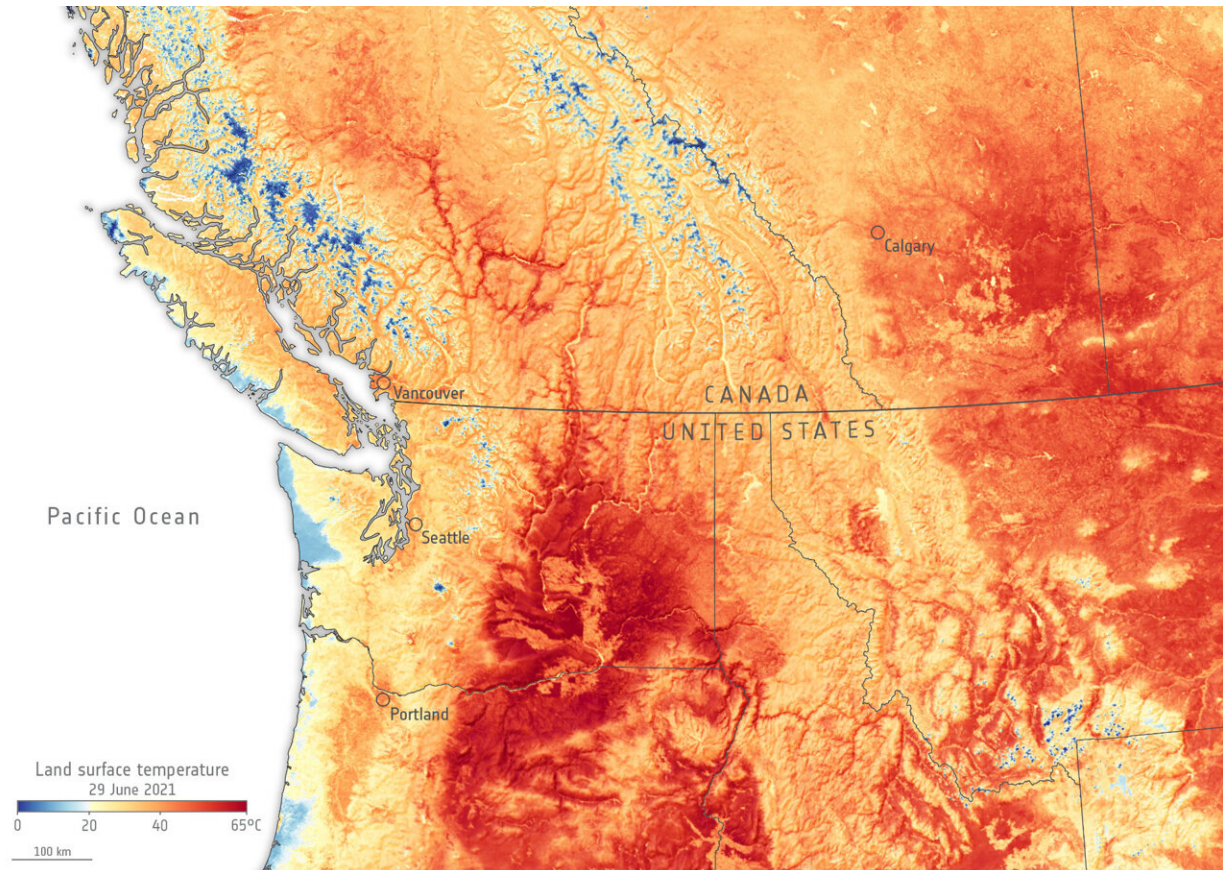 Calgary
Vancouver
CANADA
UNITED STATES
Pacific Ocean
Seattle
Portland
Land surface temperature
29 June 2021
0 20 40 65ºC
100 km